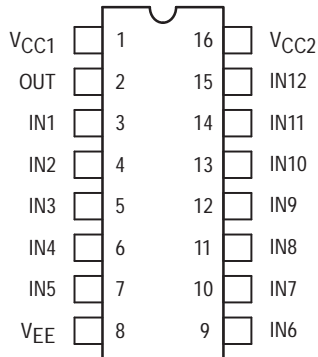 VCC1 1 16 VCC2
OUT 2 15 IN12
IN1 3 14 IN11
IN2 4 13 IN10
IN3 5 12 IN9
IN4 6 11 IN8
IN5 7 10 IN7
VEE 8 9 IN6